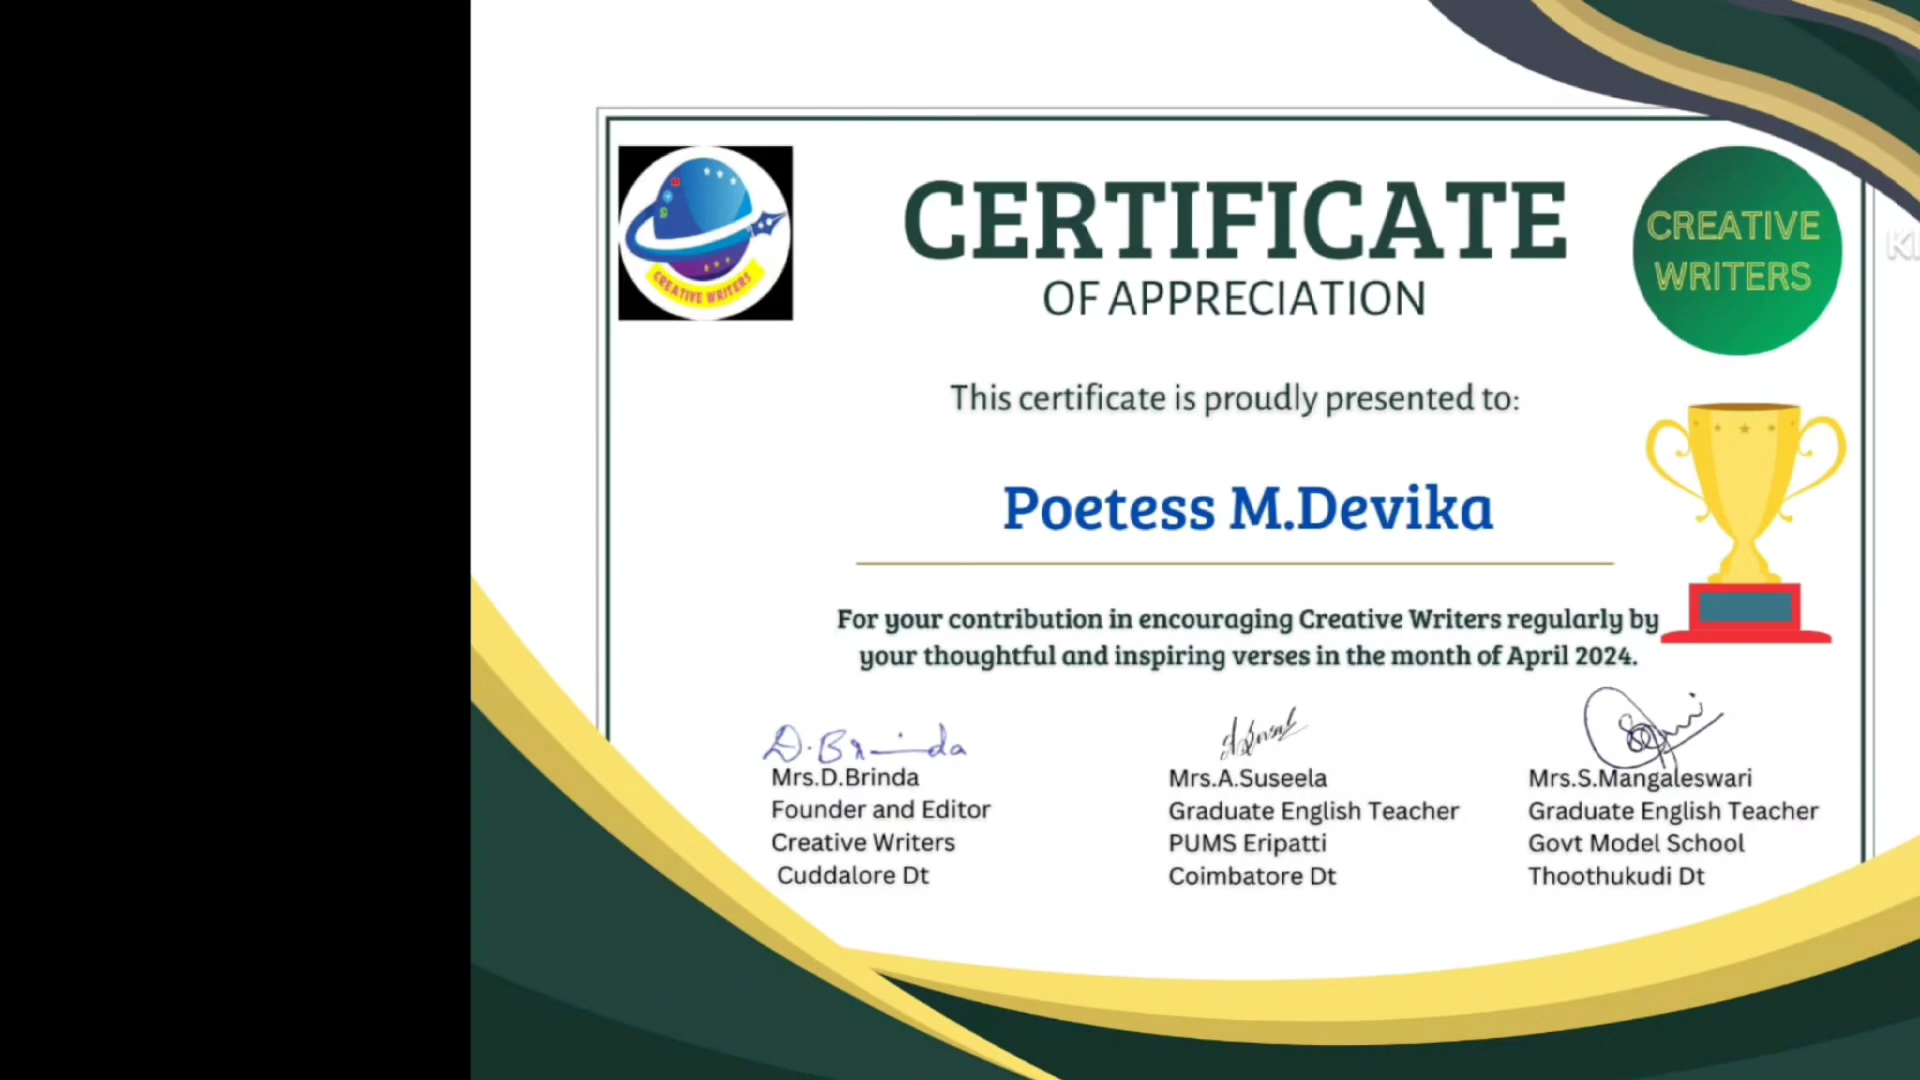 CERTIFICATE
OF APPRECIATION
CREATIVE WRITERS
CREATIVE
WRITERS
This certificate is proudly presented to:
Poetess M.Devika
For your contribution in encouraging Creative Writers regularly by
your thoughtful and inspiring verses in the month of April 2024.
D.Brinda
Mrs.D.Brinda
Founder and Editor
Creative Writers
Cuddalore Dt
Mrs.A.Suseela
Graduate English Teacher
PUMS Eripatti
Coimbatore Dt
Mrs.S.Mangaleswari
Graduate English Teacher
Govt Model School
Thoothukudi Dt